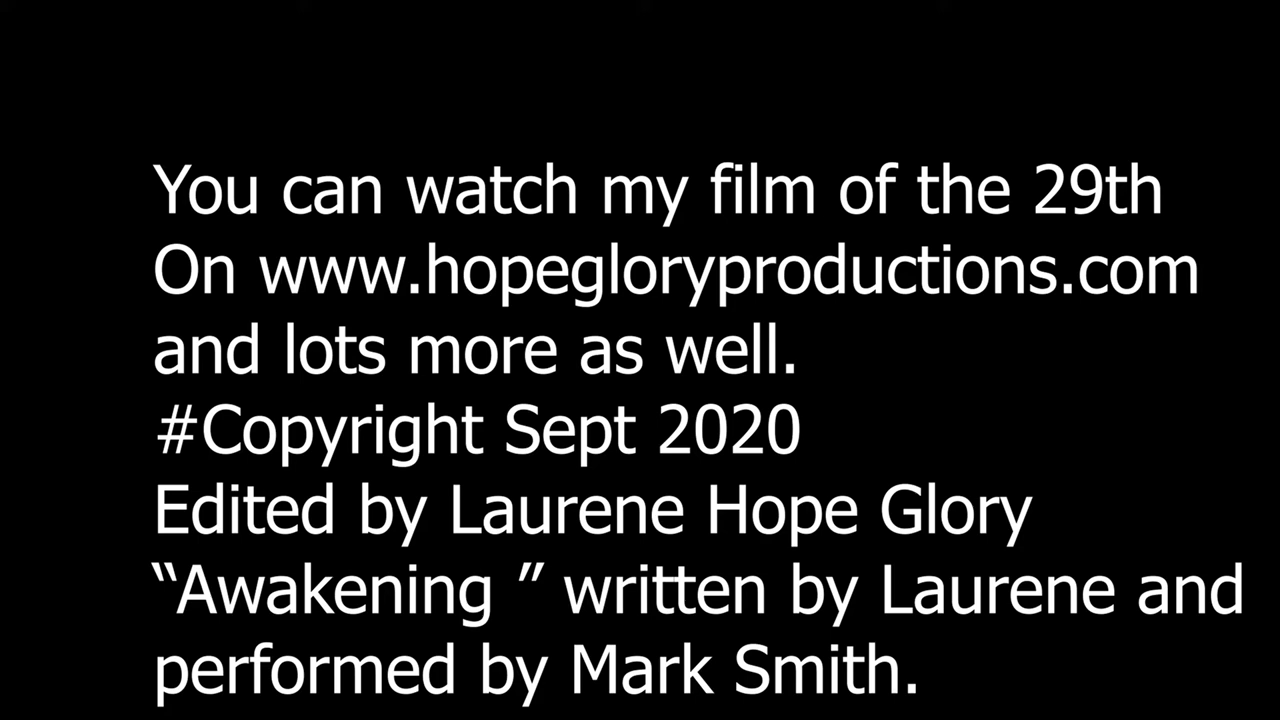 You can watch my film of the 29th
On www.hopegloryproductions.com
and lots more as well.
#Copyright Sept 2020
Edited by Laurene Hope Glory
“Awakening ” written by Laurene and
performed by Mark Smith.